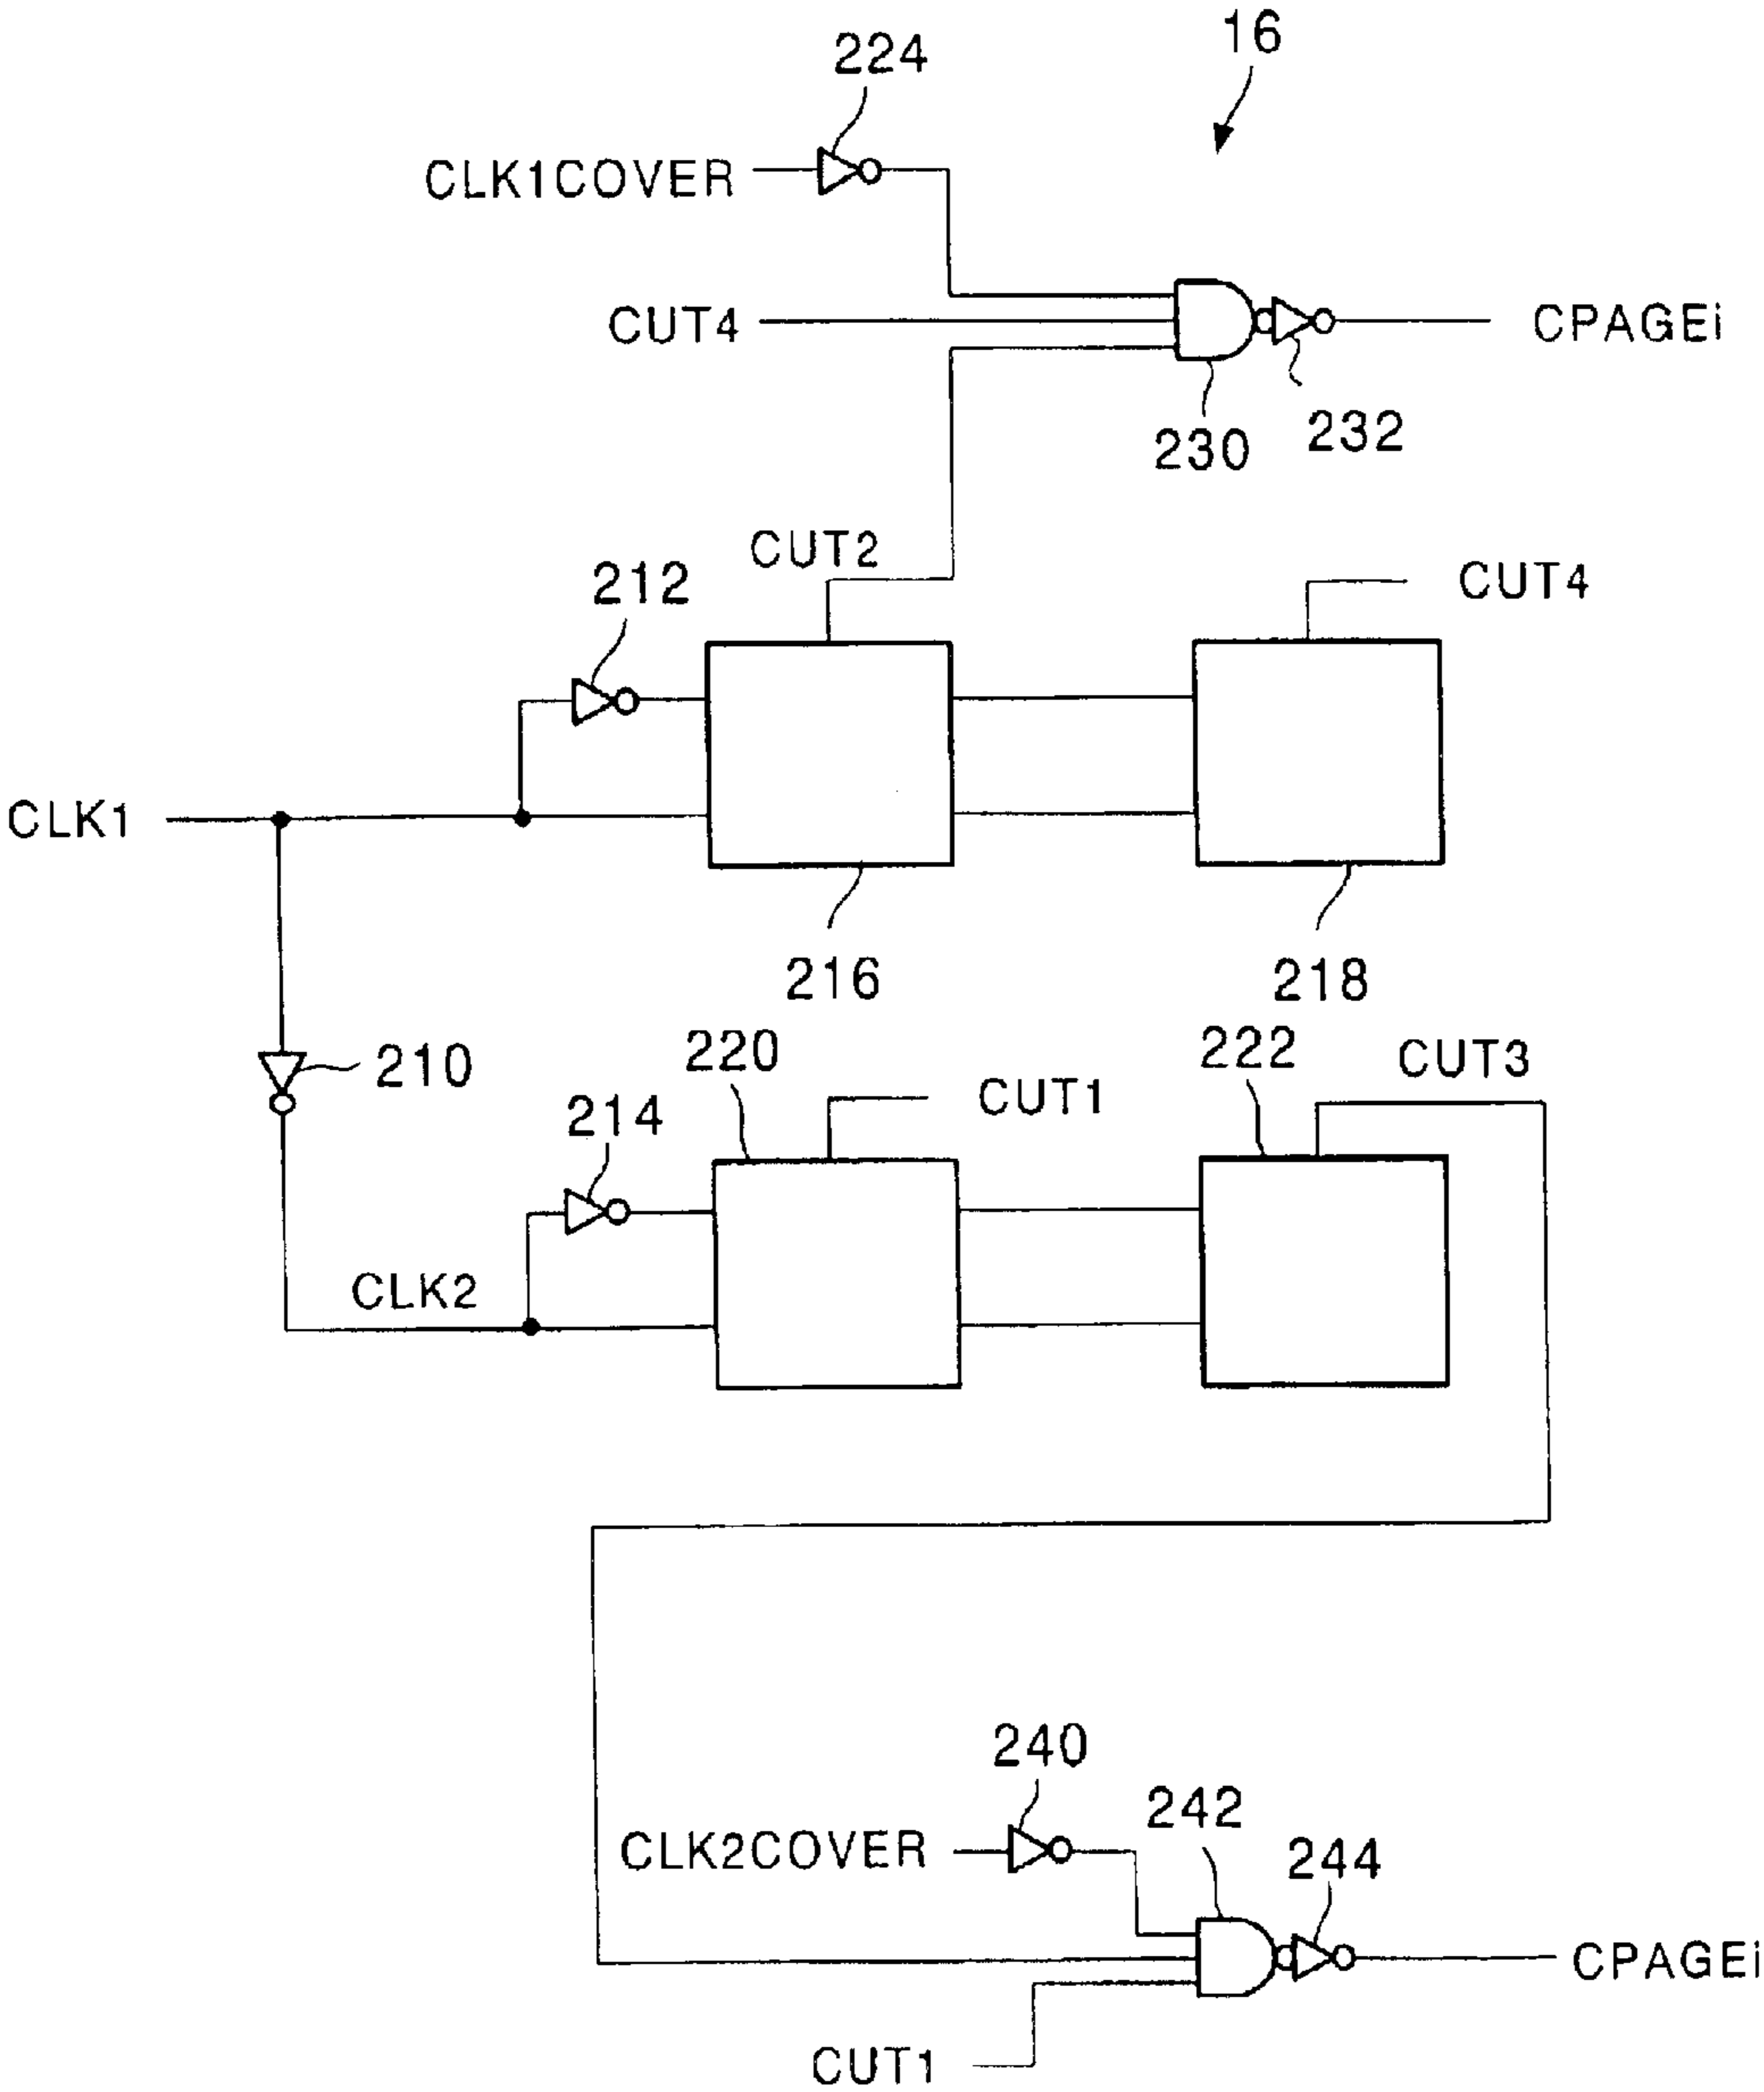 16
224
CLK1COVER
CUT4
CPAGEi
230
232
CUT2
212
CUT4
CLK1
216
218
220
222
CUT3
210
CUT1
214
CLK2
240
242
CLK2COVER
244
CPAGEi
CUT1